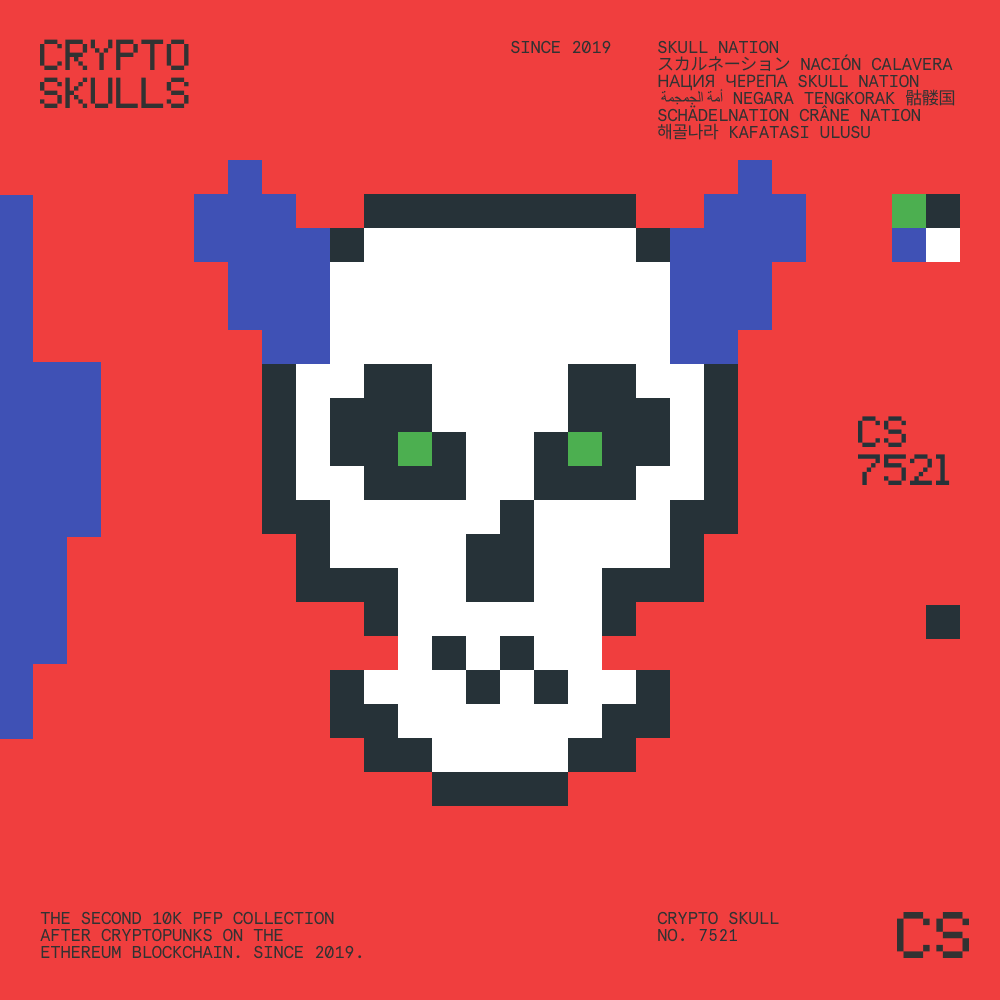 CRYPTO
SKULLS
SINCE 2019
SKULL NATION
スカルネーション NACIÓN CALAVERA
НАЦИЯ ЧЕРЕПА SKULL NATION
أمة الجمجمة NEGARA TENGKORAK 骷髅国
SCHÄDELNATION CRÂNE NATION
해골나라 KAFATASI ULUSU
CS
7521
THE SECOND 10K PFP COLLECTION
AFTER CRYPTOPUNKS ON THE
ETHEREUM BLOCKCHAIN. SINCE 2019.
CRYPTO SKULL
NO. 7521
CS